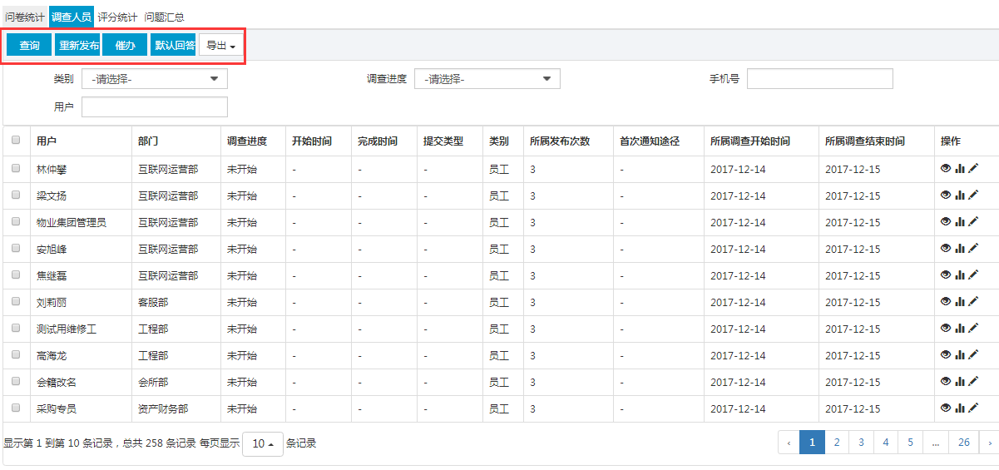 问卷统计 调查人员 评分统计 问题汇总
查询 重新发布 催办 默认回答 导出
类别 -请选择- 调查进度 -请选择- 手机号
用户
用户 部门 调查进度 开始时间 完成时间 提交类型 类别 所属发布次数 首次通知途径 所属调查开始时间 所属调查结束时间 操作
林仲攀 互联网运营部 未开始 - - - 员工 3 - 2017-12-14 2017-12-15
梁文扬 互联网运营部 未开始 - - - 员工 3 - 2017-12-14 2017-12-15
物业集团管理员 互联网运营部 未开始 - - - 员工 3 - 2017-12-14 2017-12-15
安旭峰 互联网运营部 未开始 - - - 员工 3 - 2017-12-14 2017-12-15
焦继磊 互联网运营部 未开始 - - - 员工 3 - 2017-12-14 2017-12-15
刘莉丽 客服部 未开始 - - - 员工 3 - 2017-12-14 2017-12-15
测试用维修工 工程部 未开始 - - - 员工 3 - 2017-12-14 2017-12-15
高海龙 工程部 未开始 - - - 员工 3 - 2017-12-14 2017-12-15
会籍改名 会所部 未开始 - - - 员工 3 - 2017-12-14 2017-12-15
采购专员 资产财务部 未开始 - - - 员工 3 - 2017-12-14 2017-12-15
显示第 1 到第 10 条记录，总共 258 条记录 每页显示 10 条记录 ‹ 1 2 3 4 5 ... 26 ›